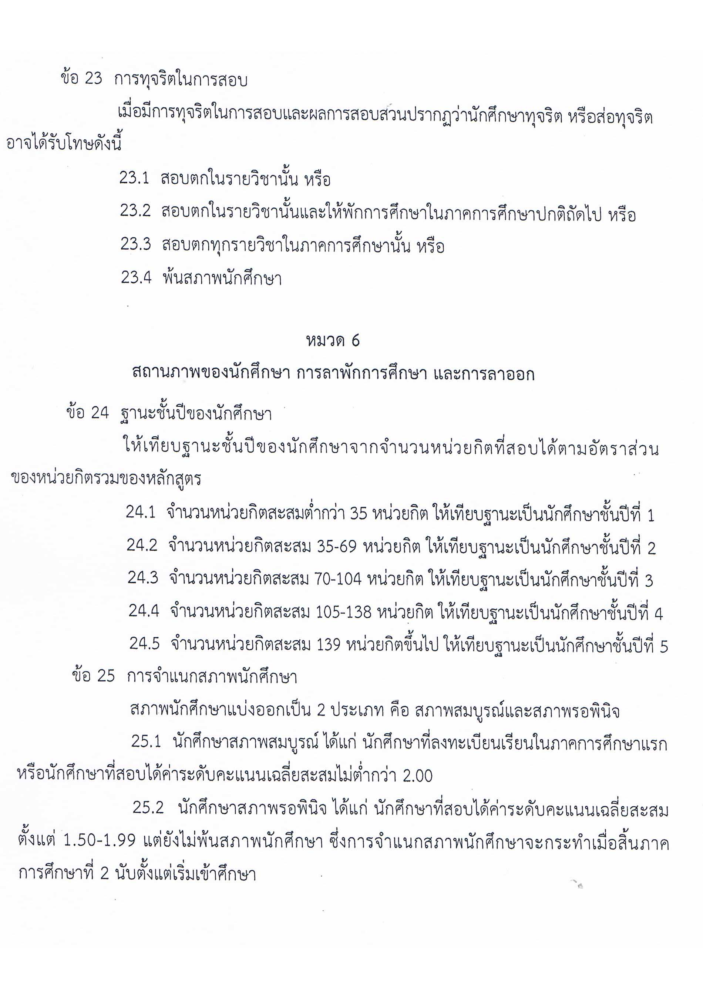 ข้อ 23 การทุจริตในการสอบ
เมื่อมีการทุจริตในการสอบและผลการสอบสวนปรากฏว่านักศึกษาทุจริต หรือส่อทุจริต
อาจได้รับโทษดังนี้
23.1 สอบตกในรายวิชานั้น หรือ
23.2 สอบตกในรายวิชานั้นและให้พักการศึกษาในภาคการศึกษาปกติถัดไป หรือ
23.3 สอบตกทุกรายวิชาในภาคการศึกษานั้น หรือ
23.4 พ้นสภาพนักศึกษา
หมวด 6
สถานภาพของนักศึกษา การลาพักการศึกษา และการลาออก
ข้อ 24 ฐานะชั้นปีของนักศึกษา
ให้เทียบฐานะชั้นปีของนักศึกษาจากจำนวนหน่วยกิตที่สอบได้ตามอัตราส่วน
ของหน่วยกิตรวมของหลักสูตร
24.1 จำนวนหน่วยกิตสะสมต่ำกว่า 35 หน่วยกิต ให้เทียบฐานะเป็นนักศึกษาชั้นปีที่ 1
24.2 จำนวนหน่วยกิตสะสม 35-69 หน่วยกิต ให้เทียบฐานะเป็นนักศึกษาชั้นปีที่ 2
24.3 จำนวนหน่วยกิตสะสม 70-104 หน่วยกิต ให้เทียบฐานะเป็นนักศึกษาชั้นปีที่ 3
24.4 จำนวนหน่วยกิตสะสม 105-138 หน่วยกิต ให้เทียบฐานะเป็นนักศึกษาชั้นปีที่ 4
24.5 จำนวนหน่วยกิตสะสม 139 หน่วยกิตขึ้นไป ให้เทียบฐานะเป็นนักศึกษาชั้นปีที่ 5
ข้อ 25 การจำแนกสภาพนักศึกษา
สภาพนักศึกษาแบ่งออกเป็น 2 ประเภท คือ สภาพสมบูรณ์และสภาพรอพินิจ
25.1 นักศึกษาสภาพสมบูรณ์ ได้แก่ นักศึกษาที่ลงทะเบียนเรียนในภาคการศึกษาแรก
หรือนักศึกษาที่สอบได้ค่าระดับคะแนนเฉลี่ยสะสมไม่ต่ำกว่า 2.00
25.2 นักศึกษาสภาพรอพินิจ ได้แก่ นักศึกษาที่สอบได้ค่าระดับคะแนนเฉลี่ยสะสม
ตั้งแต่ 1.50-1.99 แต่ยังไม่พ้นสภาพนักศึกษา ซึ่งการจำแนกสภาพนักศึกษาจะกระทำเมื่อสิ้นภาค
การศึกษาที่ 2 นับตั้งแต่เริ่มเข้าศึกษา